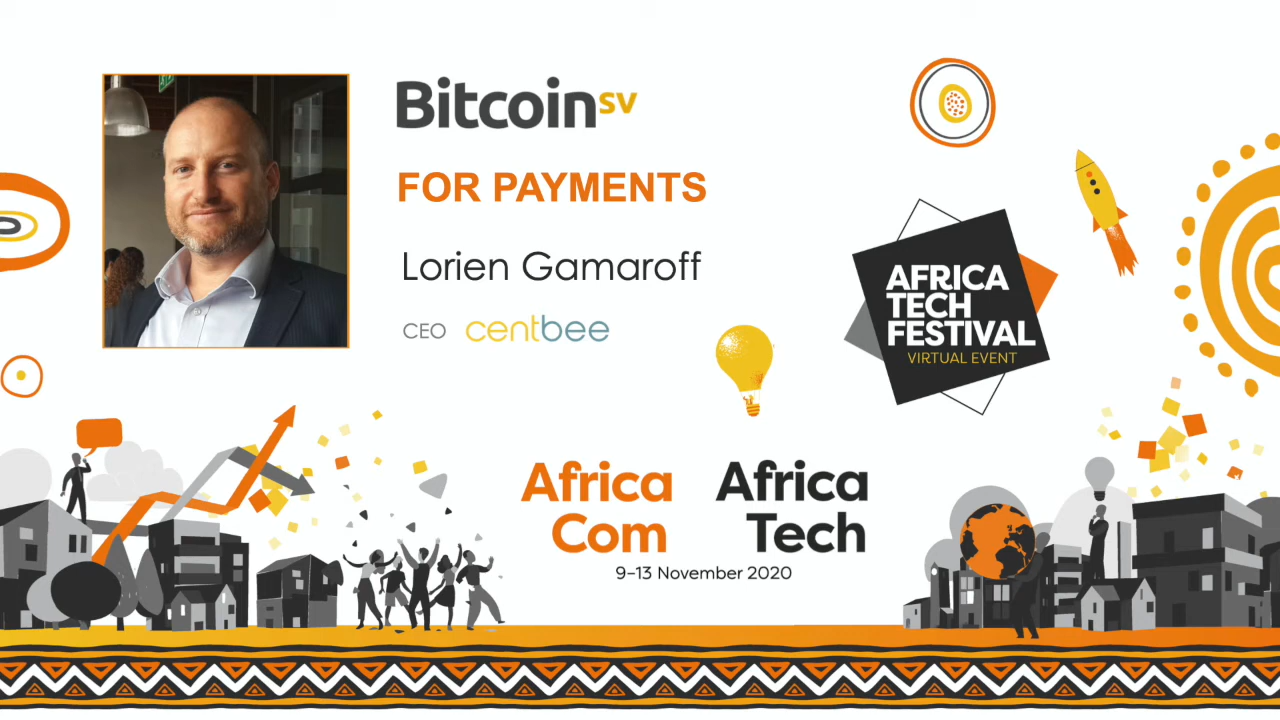 Bitcoin SV
FOR PAYMENTS
Lorien Gamaroff
CEO centbee
AFRICA
TECH
FESTIVAL
VIRTUAL EVENT
Africa
Com
Africa
Tech
9–13 November 2020